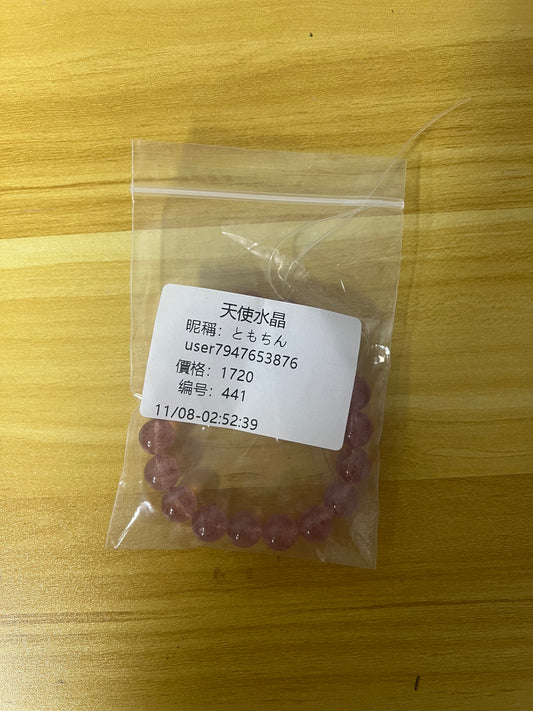 天使水晶
昵稱：ともちん
user7947653876
價格：1720
编号：441
11/08-02:52:39